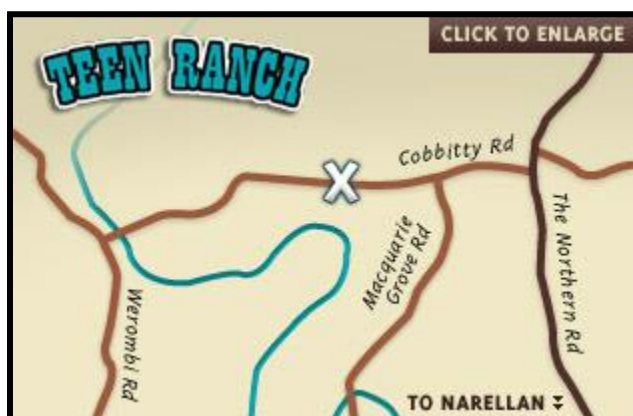 CLICK TO ENLARGE
TEEN RANCH
Cobbitty Rd
X
Macquarie
Grove Rd
The Northern Rd
Werombi Rd
TO NARELLAN